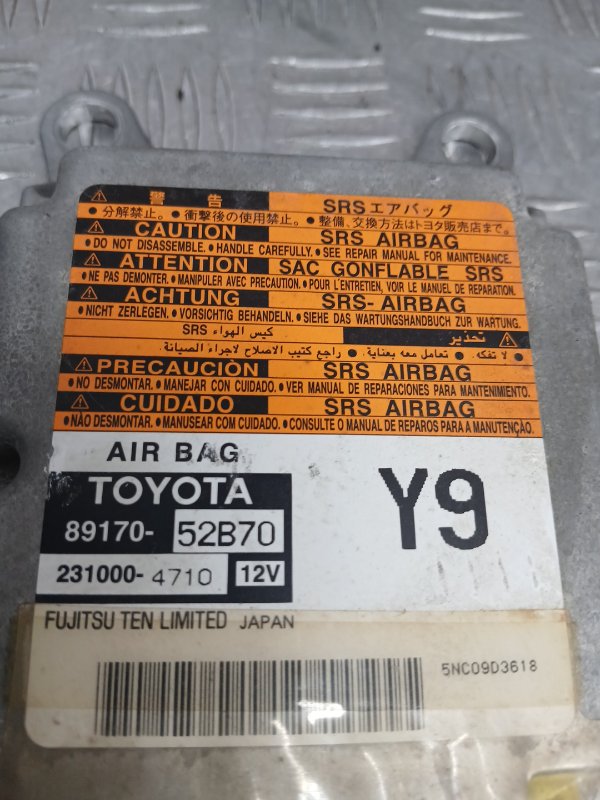 ⚠ 警告 SRSエアバッグ
●分解禁止。●衝撃後の使用禁止。●整備、交換方法はトヨタ販売店まで。
⚠ CAUTION SRS AIRBAG
●DO NOT DISASSEMBLE. ●HANDLE CAREFULLY. ●SEE REPAIR MANUAL FOR MAINTENANCE.
⚠ ATTENTION SAC GONFLABLE SRS
●NE PAS DEMONTER. ●MANIPULER AVEC PRECAUTION. ●POUR L'ENTRETIEN, VOIR LE MANUEL DE REPARATION.
⚠ ACHTUNG SRS- AIRBAG
●NICHT ZERLEGEN. ●VORSICHTIG BEHANDELN. ●SIEHE DAS WARTUNGSHANDBUCH ZUR WARTUNG.
⚠ تحذير كيس الهواء SRS
●لا تفكه. ●تعامل معه بعناية. ●راجع كتيب الاصلاح لاجراء الصيانة.
⚠ PRECAUCIÓN SRS AIRBAG
●NO DESMONTAR. ●MANEJAR CON CUIDADO. ●VER MANUAL DE REPARACIONES PARA MANTENIMIENTO.
⚠ CUIDADO SRS AIRBAG
●NÃO DESMONTAR. ●MANUSEAR COM CUIDADO. ●CONSULTE O MANUAL DE REPAROS PARA A MANUTENÇÃO.
AIR BAG
TOYOTA
89170- 52B70
231000- 4710 12V
Y9
FUJITSU TEN LIMITED JAPAN
5NC09D3618